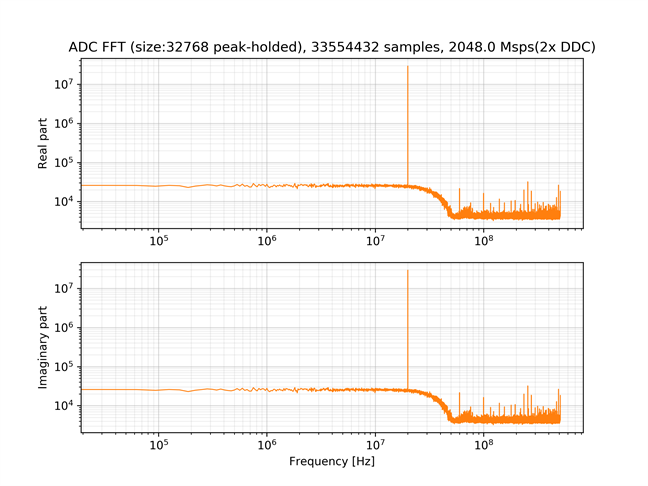 ADC FFT (size:32768 peak-holded), 33554432 samples, 2048.0 Msps(2x DDC)
Real part
10⁷
10⁶
10⁵
10⁴
10⁵ 10⁶ 10⁷ 10⁸
Imaginary part
10⁷
10⁶
10⁵
10⁴
10⁵ 10⁶ 10⁷ 10⁸
Frequency [Hz]